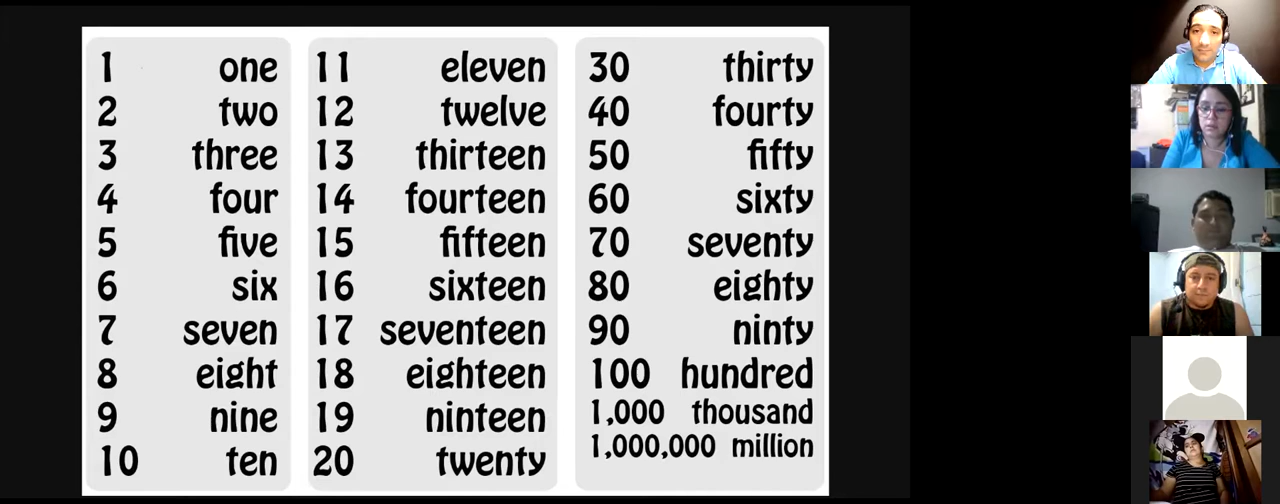 1 one
2 two
3 three
4 four
5 five
6 six
7 seven
8 eight
9 nine
10 ten
11 eleven
12 twelve
13 thirteen
14 fourteen
15 fifteen
16 sixteen
17 seventeen
18 eighteen
19 ninteen
20 twenty
30 thirty
40 fourty
50 fifty
60 sixty
70 seventy
80 eighty
90 ninty
100 hundred
1,000 thousand
1,000,000 million